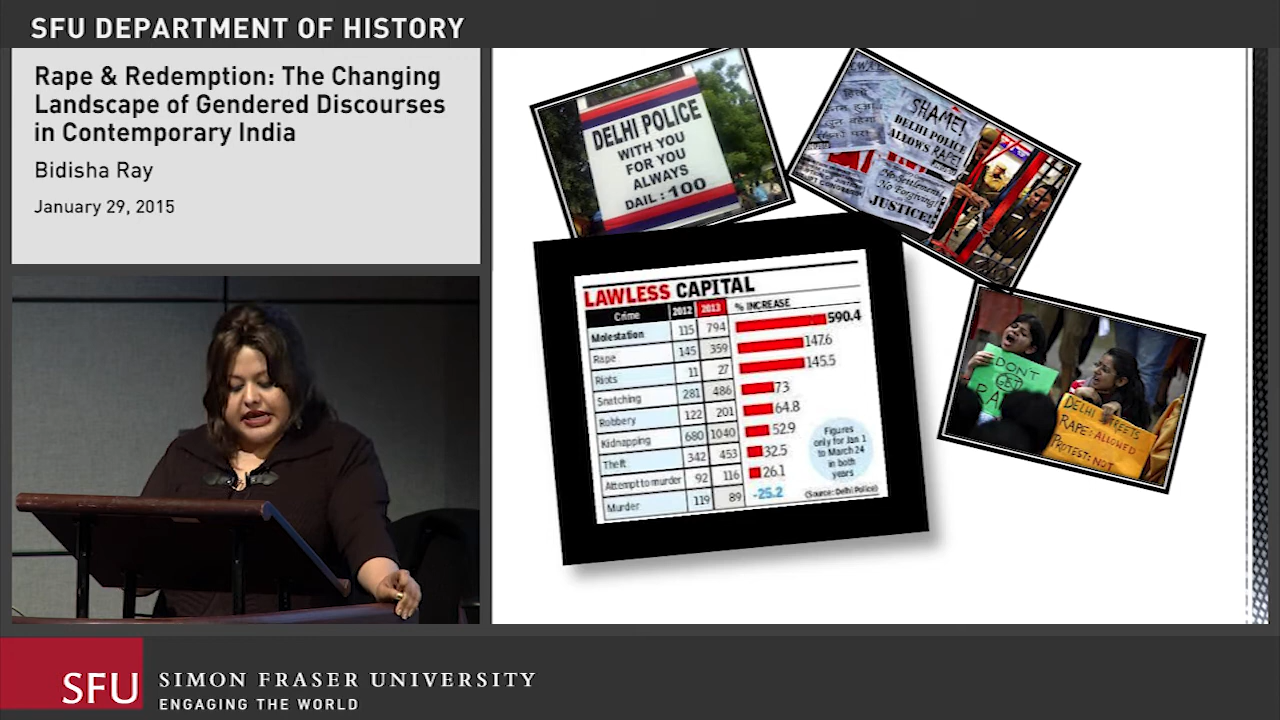 SFU DEPARTMENT OF HISTORY
Rape & Redemption: The Changing
Landscape of Gendered Discourses
in Contemporary India
Bidisha Ray
January 29, 2015
DELHI POLICE
WITH YOU
FOR YOU
ALWAYS
DAIL : 100
SHAME!
DELHI POLICE
ALLOWS RAPE!
No Settlement!
No Forgiving!
JUSTICE!
LAWLESS CAPITAL
Crime 2012 2013 % INCREASE
Molestation 115 794 590.4
Rape 145 359 147.6
Riots 11 27 145.5
Snatching 281 486 73
Robbery 122 201 64.8
Kidnapping 680 1040 52.9
Theft 342 453 32.5
Attempt to murder 92 116 26.1
Murder 119 89 -25.2
Figures
only for Jan 1
to March 24
in both
years
(Source: Delhi Police)
DON'T
GET
DELHI STREETS
RAPE: ALLOWED
PROTEST: NOT
SFU
SIMON FRASER UNIVERSITY
ENGAGING THE WORLD